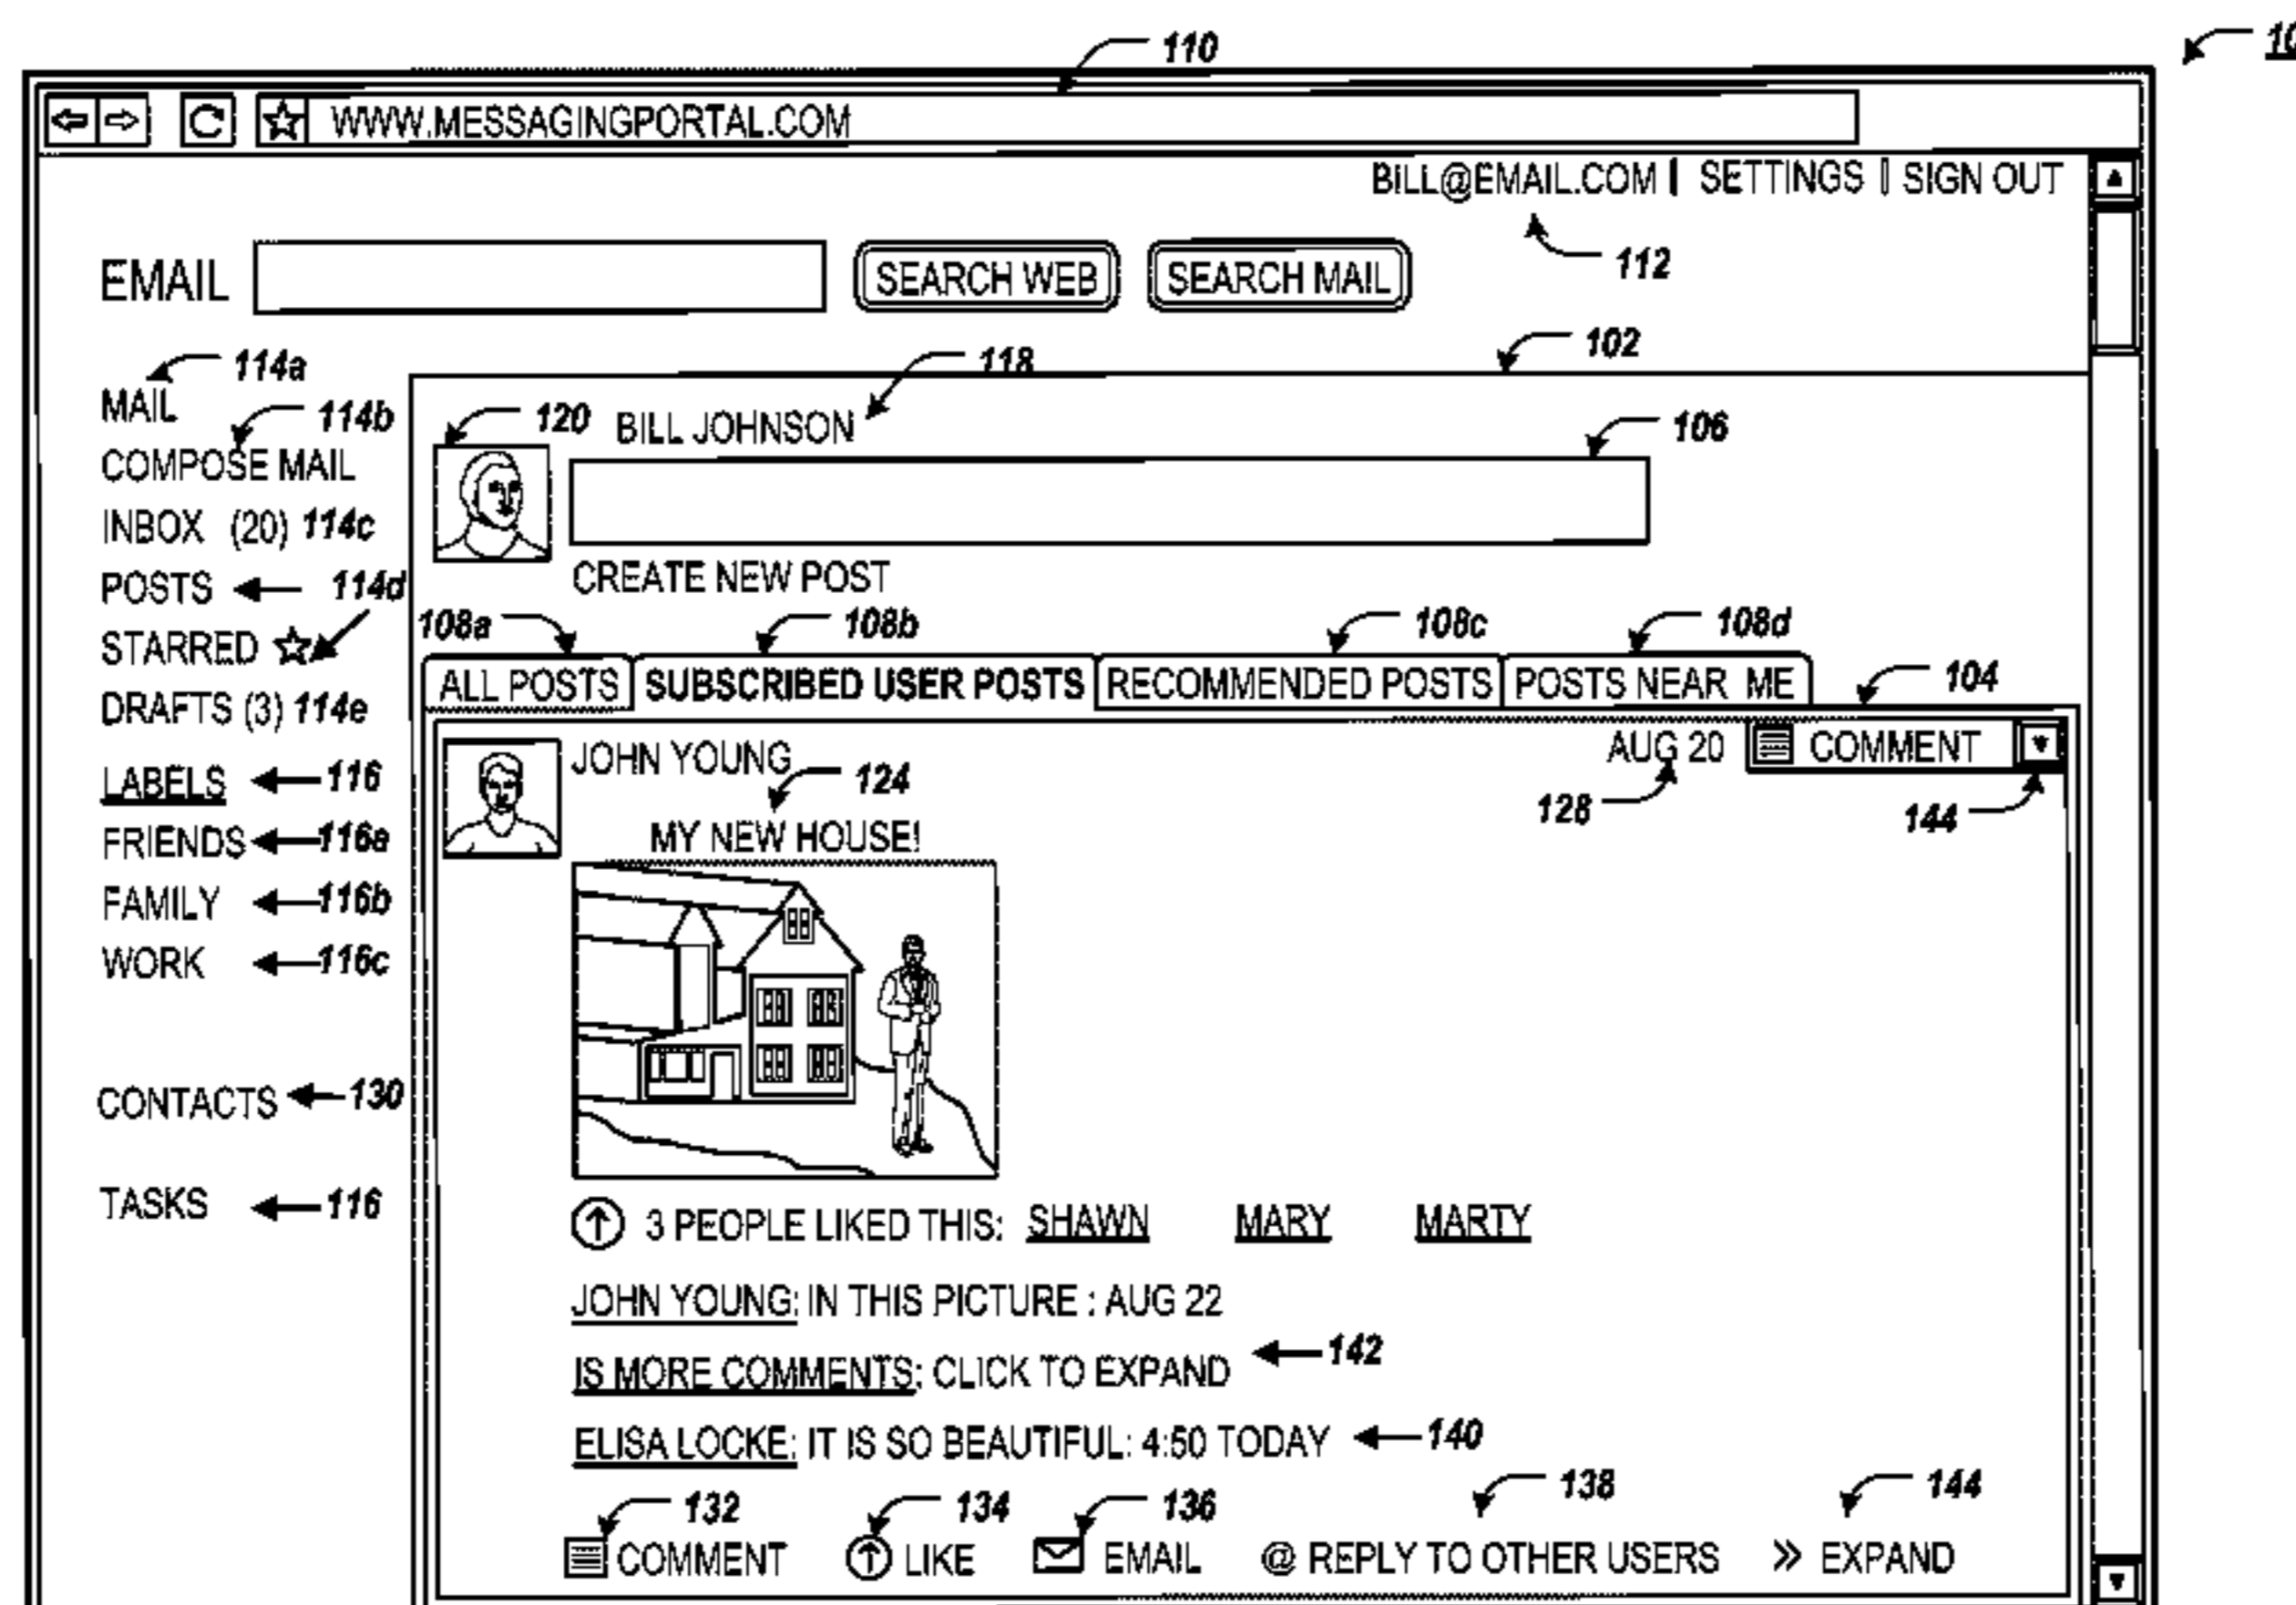 110
WWW.MESSAGINGPORTAL.COM
BILL@EMAIL.COM | SETTINGS | SIGN OUT
112
EMAIL SEARCH WEB SEARCH MAIL
102
114a 118
MAIL
114b 120 BILL JOHNSON 106
COMPOSE MAIL
INBOX (20) 114c
POSTS 114d CREATE NEW POST
108a 108b 108c 108d
STARRED
ALL POSTS SUBSCRIBED USER POSTS RECOMMENDED POSTS POSTS NEAR ME 104
DRAFTS (3) 114e
JOHN YOUNG AUG 20 COMMENT
LABELS 116 124 128 144
FRIENDS 116a MY NEW HOUSE!
FAMILY 116b
WORK 116c
CONTACTS 130
TASKS 116
3 PEOPLE LIKED THIS: SHAWN MARY MARTY
JOHN YOUNG: IN THIS PICTURE : AUG 22
IS MORE COMMENTS: CLICK TO EXPAND 142
ELISA LOCKE: IT IS SO BEAUTIFUL: 4:50 TODAY 140
132 134 136 138 144
COMMENT LIKE EMAIL @ REPLY TO OTHER USERS » EXPAND